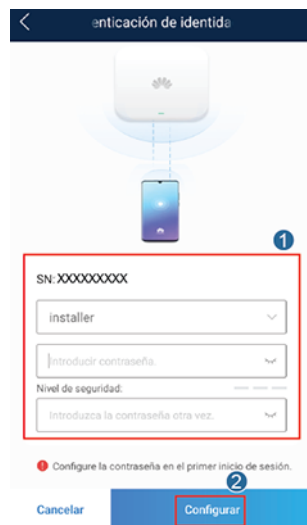 enticación de identida
1
SN: XXXXXXXXX
installer
Introducir contraseña.
Nivel de seguridad:
Introduzca la contraseña otra vez.
Configure la contraseña en el primer inicio de sesión.
2
Cancelar
Configurar